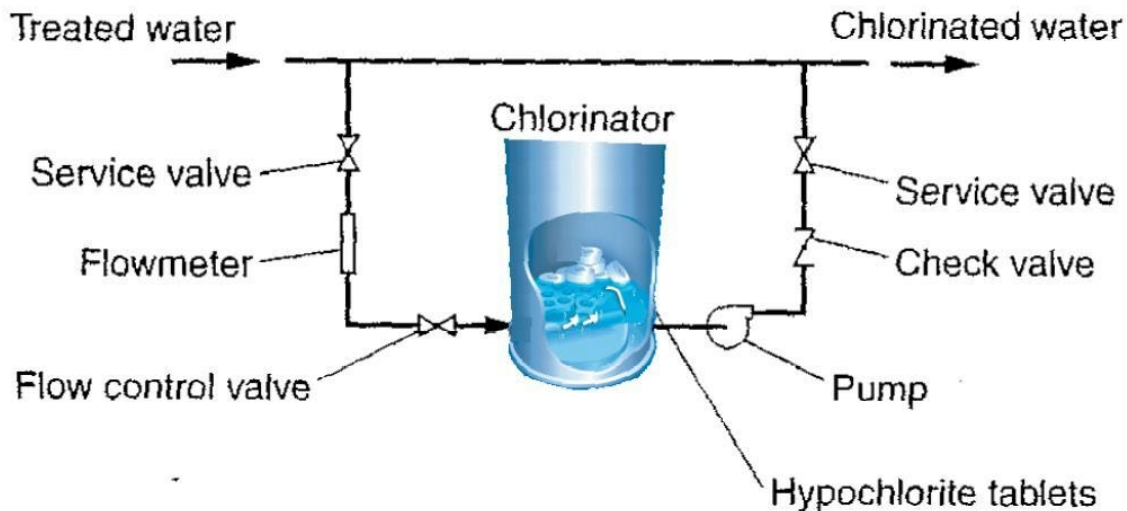 Treated water
Chlorinated water
Chlorinator
Service valve
Service valve
Flowmeter
Check valve
Flow control valve
Pump
Hypochlorite tablets